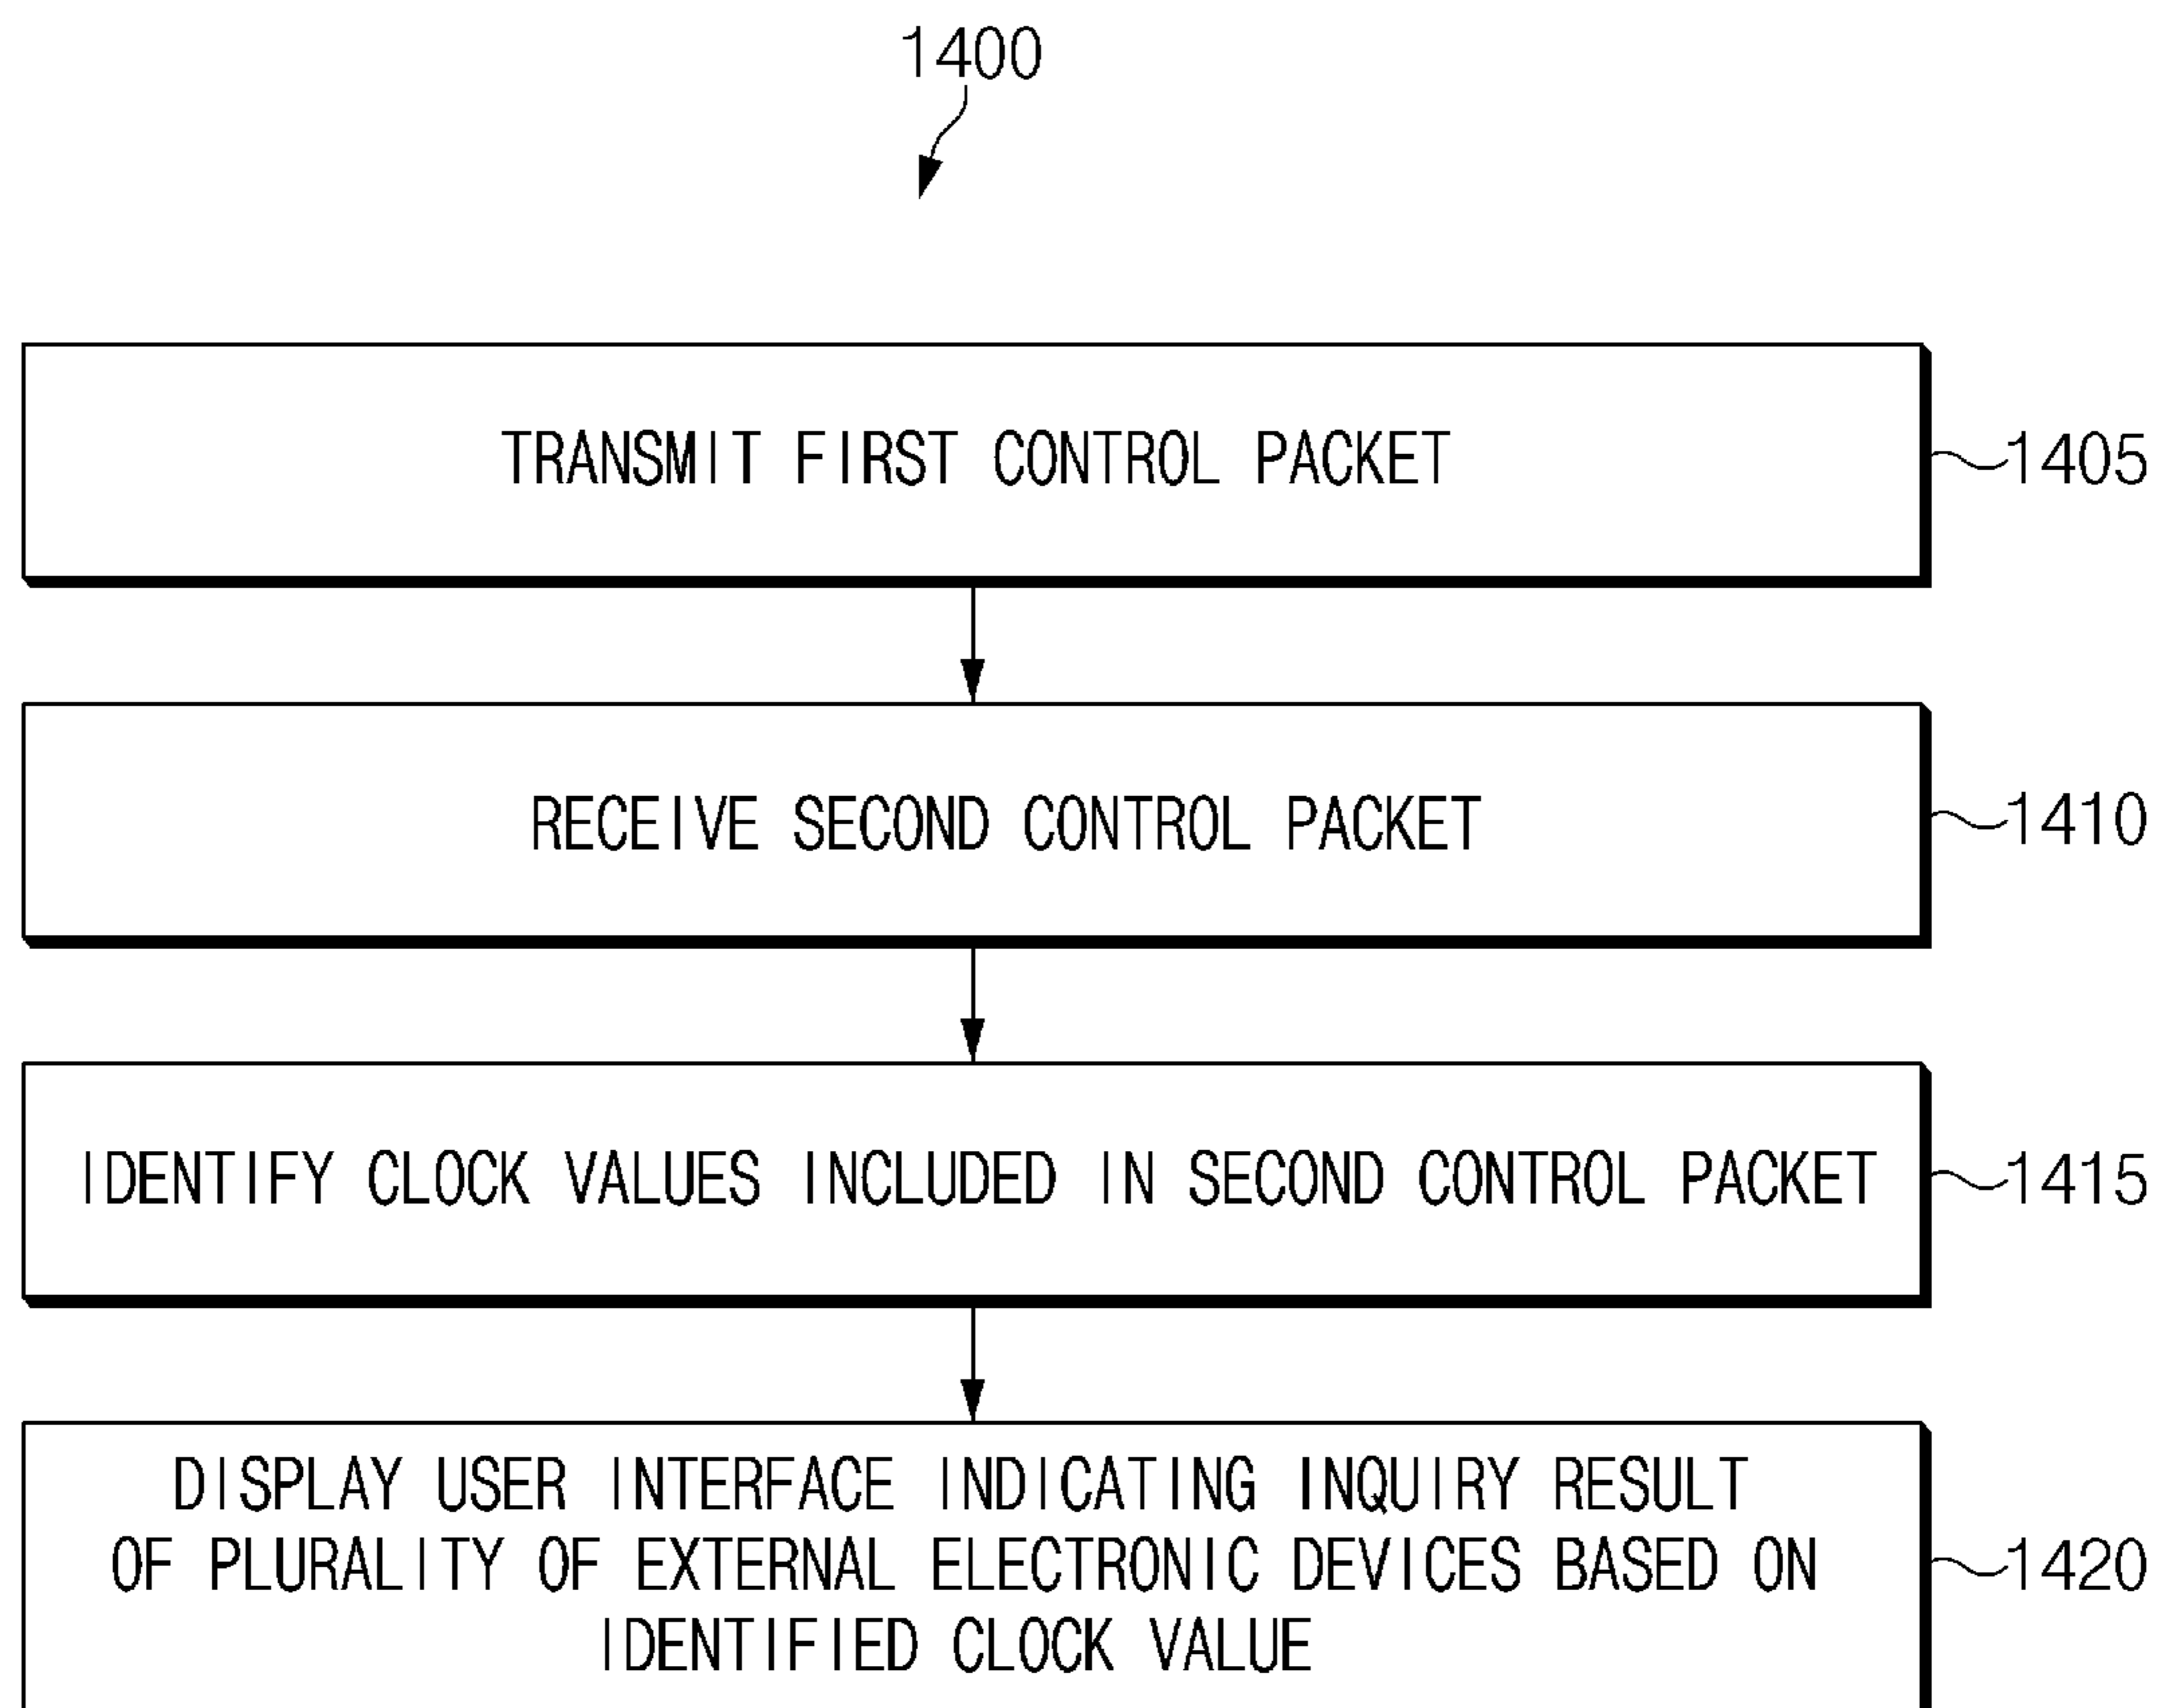 1400
TRANSMIT FIRST CONTROL PACKET
1405
RECEIVE SECOND CONTROL PACKET
1410
IDENTIFY CLOCK VALUES INCLUDED IN SECOND CONTROL PACKET
1415
DISPLAY USER INTERFACE INDICATING INQUIRY RESULT
OF PLURALITY OF EXTERNAL ELECTRONIC DEVICES BASED ON
IDENTIFIED CLOCK VALUE
1420